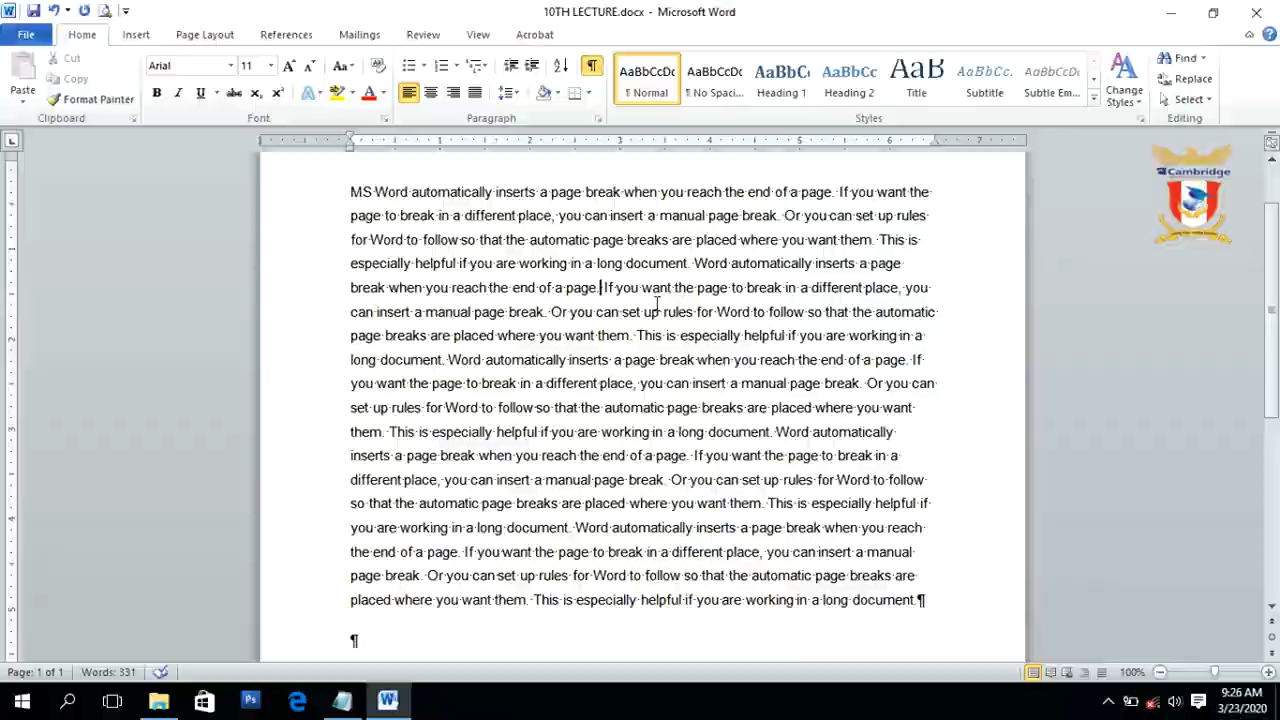 10TH LECTURE.docx - Microsoft Word
File Home Insert Page Layout References Mailings Review View Acrobat
Paste
Cut
Copy
Format Painter
Clipboard
Arial 11
Font
Paragraph
AaBbCcDc AaBbCcDc AaBbCc AaBbCc AaB AaBbCcDc AaBbCcDc
¶ Normal ¶ No Spaci... Heading 1 Heading 2 Title Subtitle Subtle Em...
Styles
Change Styles
Find
Replace
Select
Editing
Cambridge
MS Word automatically inserts a page break when you reach the end of a page. If you want the
page to break in a different place, you can insert a manual page break. Or you can set up rules
for Word to follow so that the automatic page breaks are placed where you want them. This is
especially helpful if you are working in a long document. Word automatically inserts a page
break when you reach the end of a page. If you want the page to break in a different place, you
can insert a manual page break. Or you can set up rules for Word to follow so that the automatic
page breaks are placed where you want them. This is especially helpful if you are working in a
long document. Word automatically inserts a page break when you reach the end of a page. If
you want the page to break in a different place, you can insert a manual page break. Or you can
set up rules for Word to follow so that the automatic page breaks are placed where you want
them. This is especially helpful if you are working in a long document. Word automatically
inserts a page break when you reach the end of a page. If you want the page to break in a
different place, you can insert a manual page break. Or you can set up rules for Word to follow
so that the automatic page breaks are placed where you want them. This is especially helpful if
you are working in a long document. Word automatically inserts a page break when you reach
the end of a page. If you want the page to break in a different place, you can insert a manual
page break. Or you can set up rules for Word to follow so that the automatic page breaks are
placed where you want them. This is especially helpful if you are working in a long document.¶
¶
Page: 1 of 1 Words: 331 100%
9:26 AM
3/23/2020